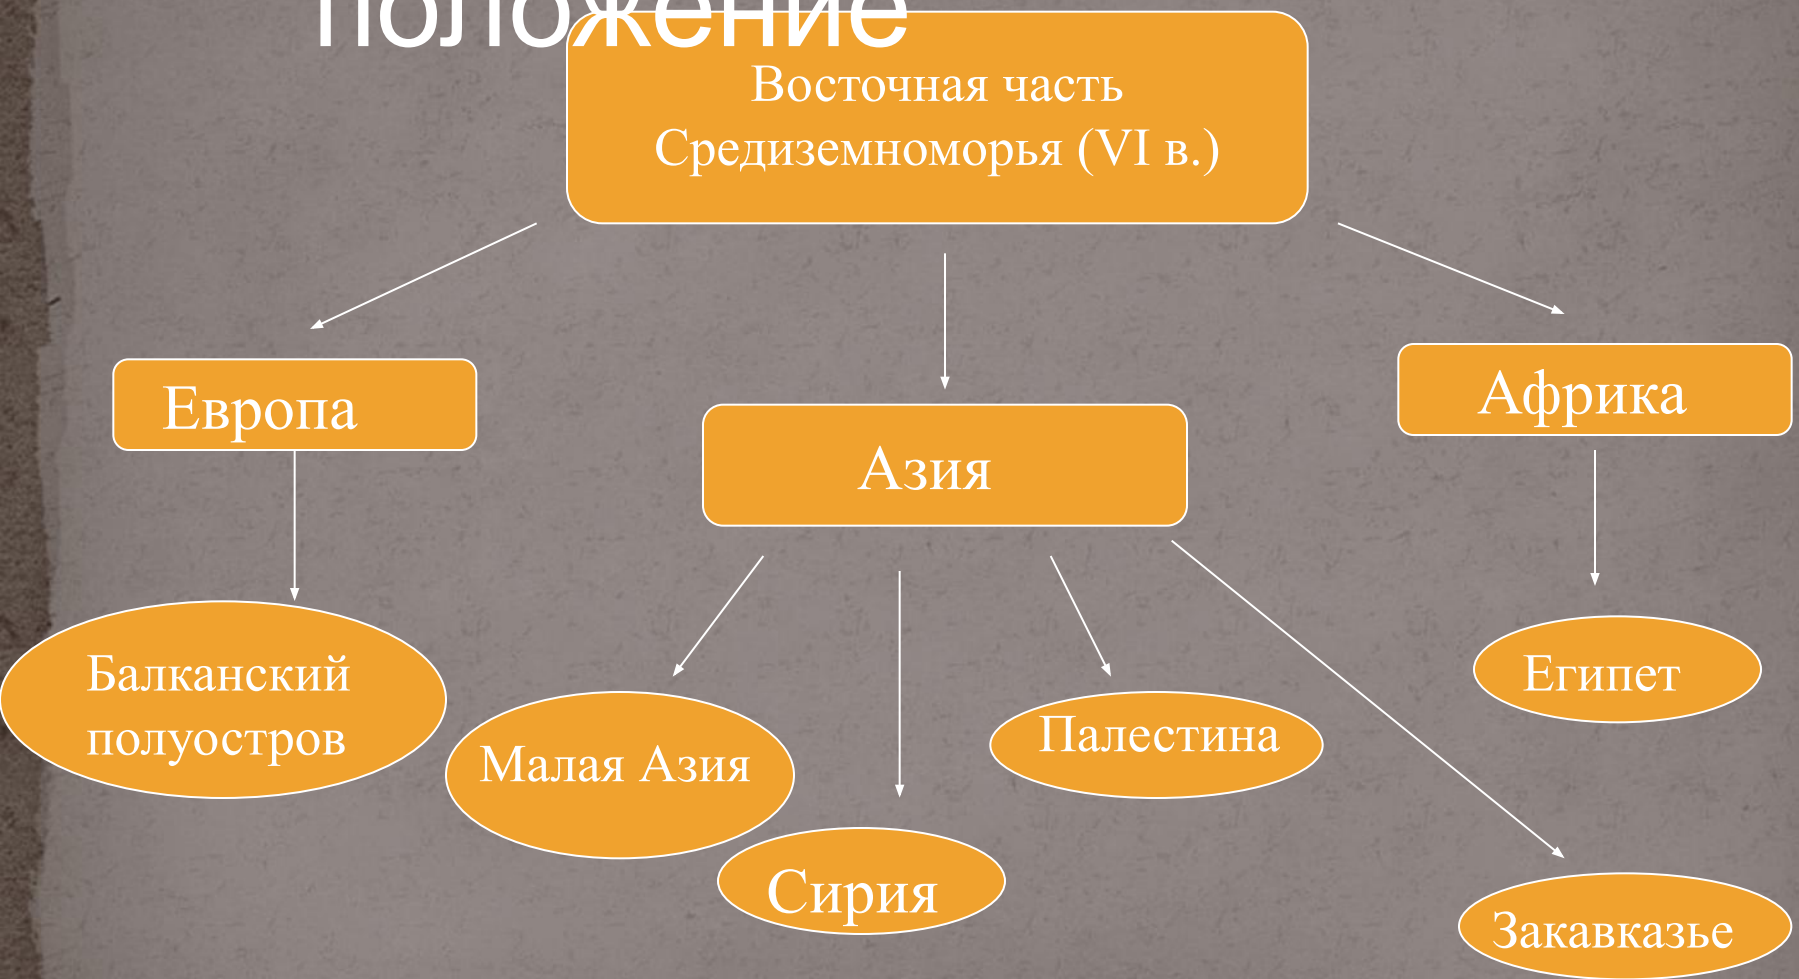 положение
Восточная часть
Средиземноморья (VI в.)
Европа
Азия
Африка
Балканский
полуостров
Малая Азия
Сирия
Палестина
Египет
Закавказье